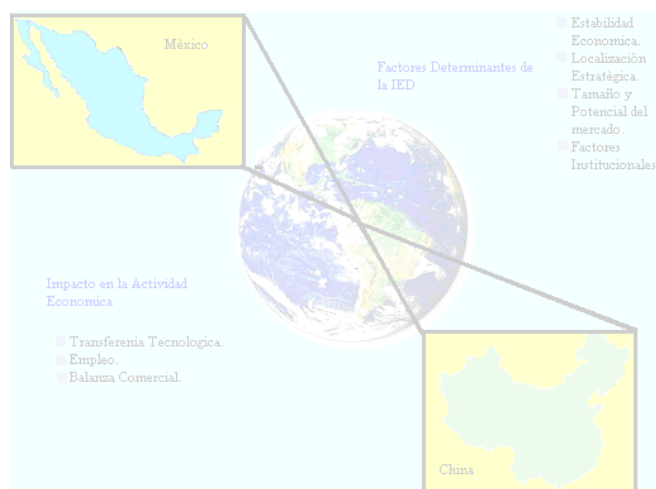 Mèxico
Factores Determinantes de
la IED
Estabilidad
Economica.
Localizaciòn
Estratègica.
Tamaño y
Potencial del
mercado.
Factores
Institucionales
Impacto en la Actividad
Economica
Transferenia Tecnologica.
Empleo.
Balanza Comercial.
China